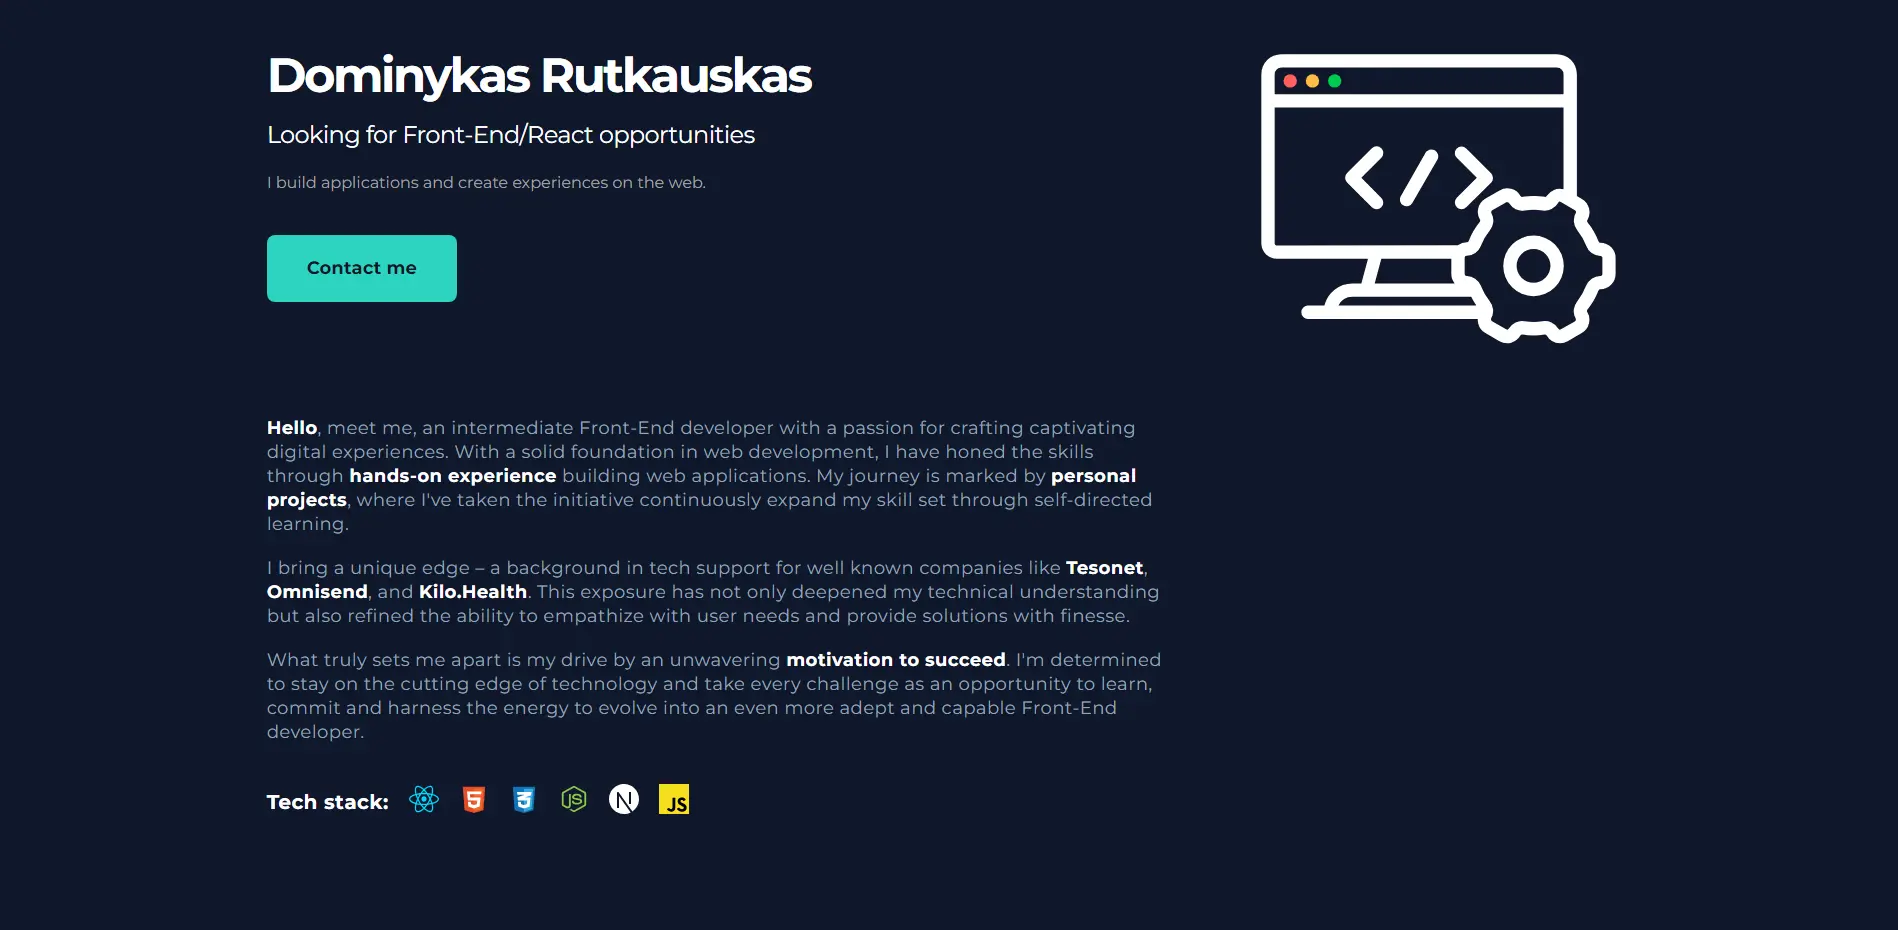 Dominykas Rutkauskas
Looking for Front-End/React opportunities
I build applications and create experiences on the web.
Contact me
</>
Hello, meet me, an intermediate Front-End developer with a passion for crafting captivating
digital experiences. With a solid foundation in web development, I have honed the skills
through hands-on experience building web applications. My journey is marked by personal
projects, where I've taken the initiative continuously expand my skill set through self-directed
learning.
I bring a unique edge – a background in tech support for well known companies like Tesonet,
Omnisend, and Kilo.Health. This exposure has not only deepened my technical understanding
but also refined the ability to empathize with user needs and provide solutions with finesse.
What truly sets me apart is my drive by an unwavering motivation to succeed. I'm determined
to stay on the cutting edge of technology and take every challenge as an opportunity to learn,
commit and harness the energy to evolve into an even more adept and capable Front-End
developer.
Tech stack: 5 3 JS N JS